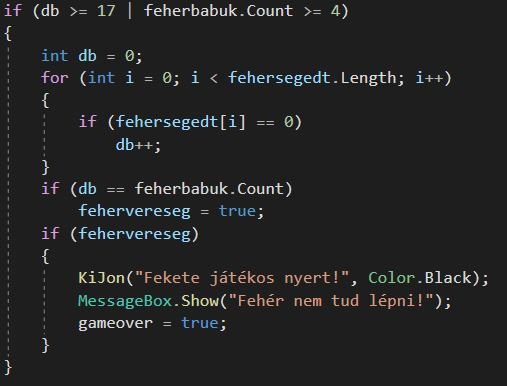 if (db >= 17 | feherbabuk.Count >= 4)
{
int db = 0;
for (int i = 0; i < fehersegedt.Length; i++)
{
if (fehersegedt[i] == 0)
db++;
}
if (db == feherbabuk.Count)
fehervereseg = true;
if (fehervereseg)
{
KiJon("Fekete játékos nyert!", Color.Black);
MessageBox.Show("Fehér nem tud lépni!");
gameover = true;
}
}